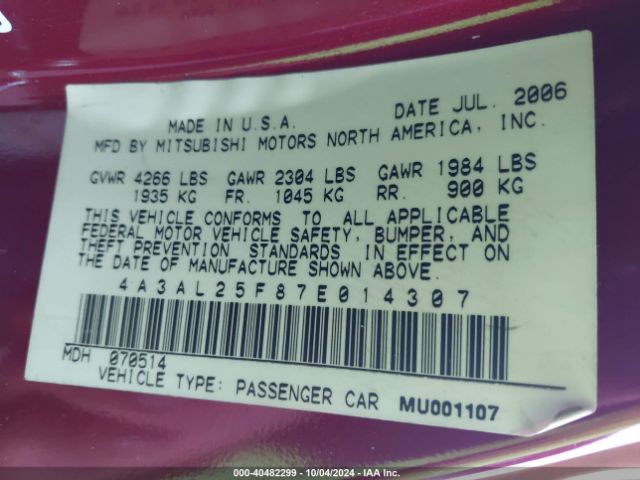 MADE IN U.S.A. DATE JUL. 2006
MFD BY MITSUBISHI MOTORS NORTH AMERICA, INC.
GVWR 4266 LBS GAWR 2304 LBS GAWR 1984 LBS
1935 KG FR. 1045 KG RR. 900 KG
THIS VEHICLE CONFORMS TO ALL APPLICABLE
FEDERAL MOTOR VEHICLE SAFETY, BUMPER, AND
THEFT PREVENTION STANDARDS IN EFFECT ON
THE DATE OF MANUFACTURE SHOWN ABOVE.
4A3AL25F87E014307
MDH 070514
VEHICLE TYPE: PASSENGER CAR MU001107
000-40482299 - 10/04/2024 - IAA Inc.